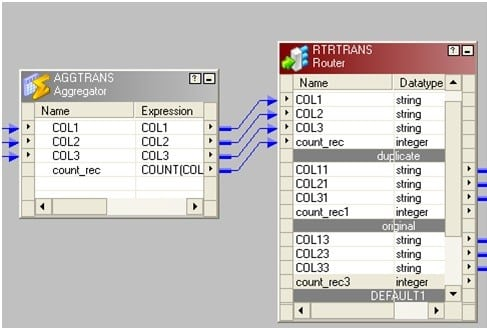 AGGTRANS
Aggregator
Name Expression
COL1 COL1
COL2 COL2
COL3 COL3
count_rec COUNT(COL
RTRTRANS
Router
Name Datatype
COL1 string
COL2 string
COL3 string
count_rec integer
duplicate
COL11 string
COL21 string
COL31 string
count_rec1 integer
original
COL13 string
COL23 string
COL33 string
count_rec3 integer
DEFAULT1